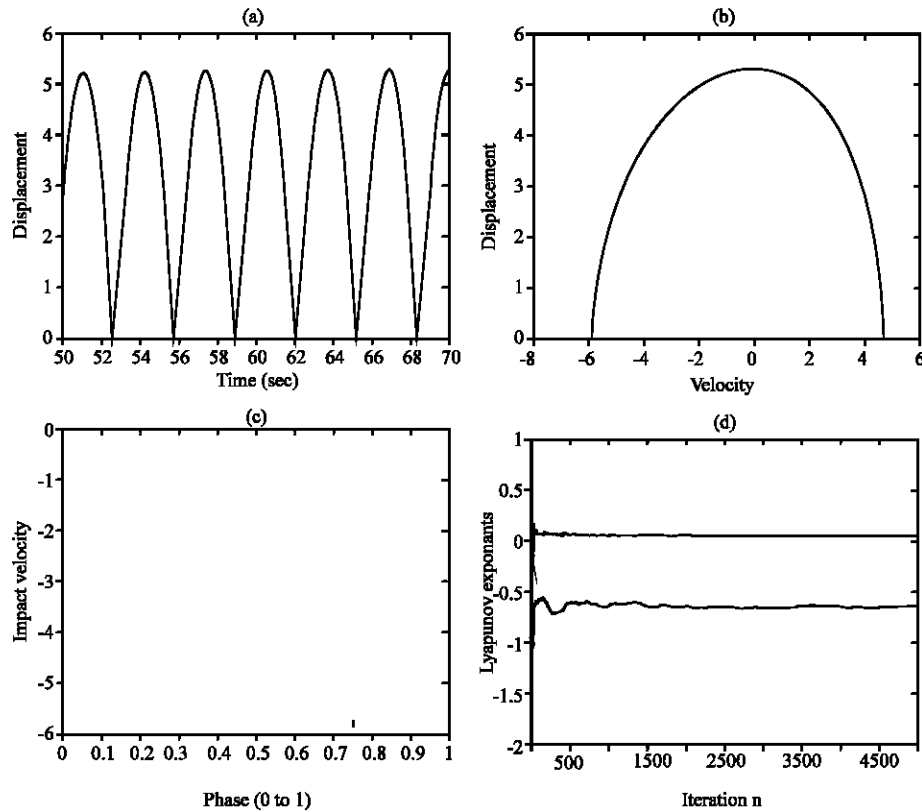 (a)
Displacement
6
5
4
3
2
1
0
50 52 54 56 58 60 62 64 66 68 70
Time (sec)
(b)
Displacement
6
5
4
3
2
1
0
-8 -6 -4 -2 0 2 4 6
Velocity
(c)
Impact velocity
0
-1
-2
-3
-4
-5
-6
0 0.1 0.2 0.3 0.4 0.5 0.6 0.7 0.8 0.9 1
Phase (0 to 1)
(d)
Lyapunov exponants
1
0.5
0
-0.5
-1
-1.5
-2
500 1500 2500 3500 4500
Iteration n